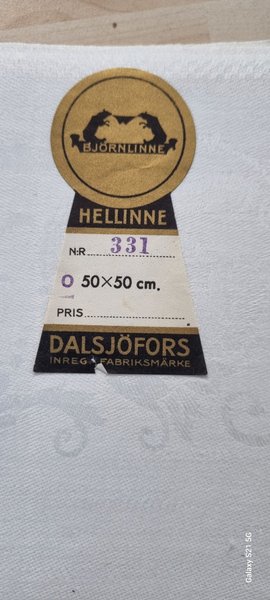 BJÖRNLINNE
HELLINNE
N:R 331
O 50×50 cm.
PRIS
DALSJÖFORS
INREG. FABRIKSMÄRKE
Galaxy S21 5G